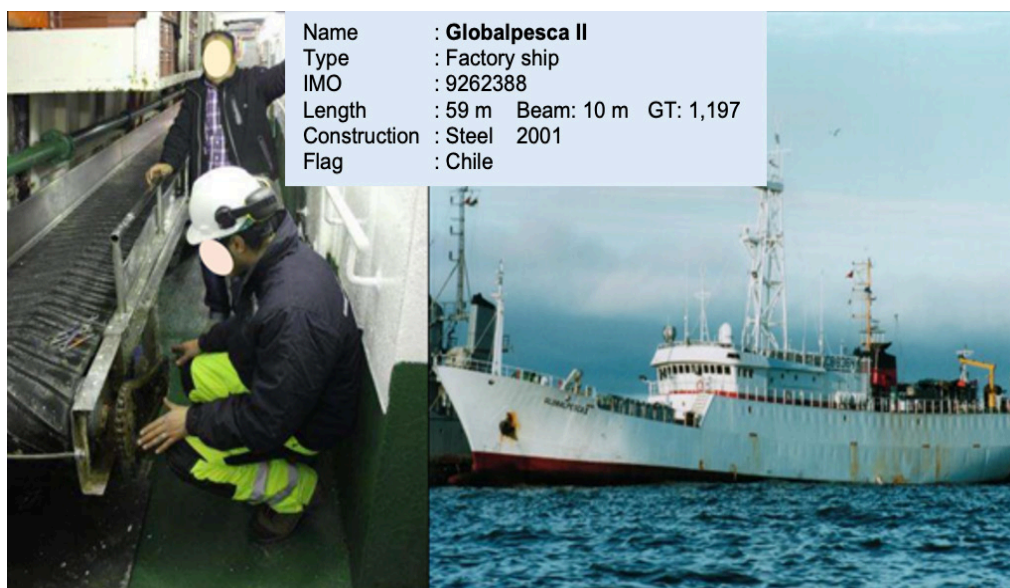 Name : Globalpesca II
Type : Factory ship
IMO : 9262388
Length : 59 m Beam: 10 m GT: 1,197
Construction : Steel 2001
Flag : Chile